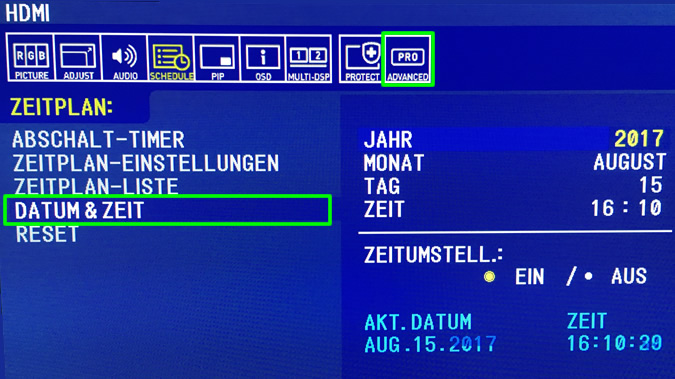 HDMI
RGB
1 2
PRO
PICTURE ADJUST AUDIO SCHEDULE PIP OSD MULTI-DSP PROTECT ADVANCED
ZEITPLAN:
ABSCHALT-TIMER
ZEITPLAN-EINSTELLUNGEN
ZEITPLAN-LISTE
DATUM & ZEIT
RESET
JAHR 2017
MONAT AUGUST
TAG 15
ZEIT 16:10
ZEITUMSTELL.:
EIN / AUS
AKT.DATUM ZEIT
AUG.15.2017 16:10:29